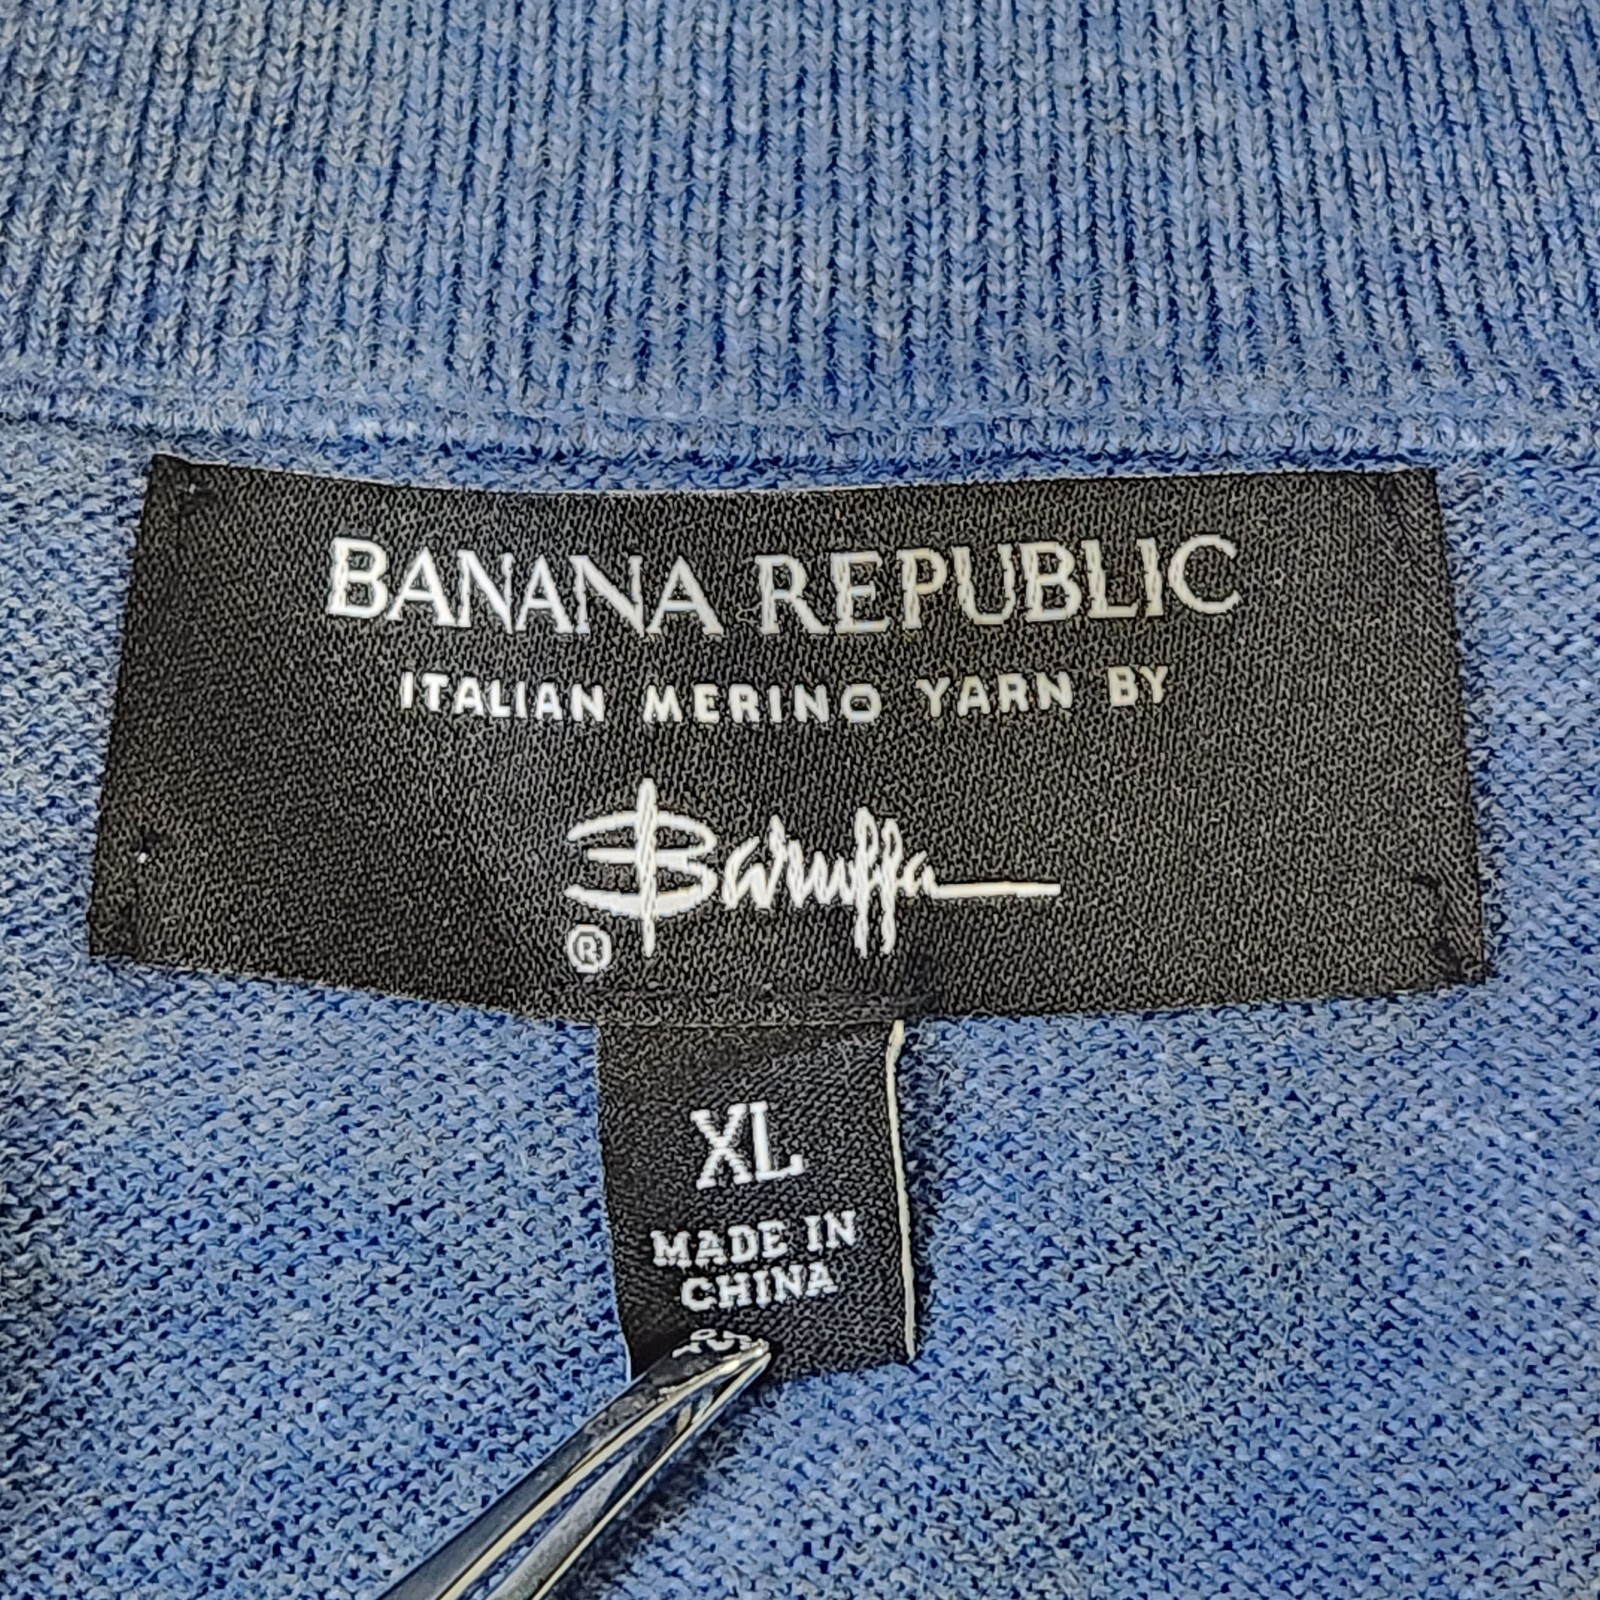 BANANA REPUBLIC
ITALIAN MERINO YARN BY
Baruffa
®
XL
MADE IN
CHINA